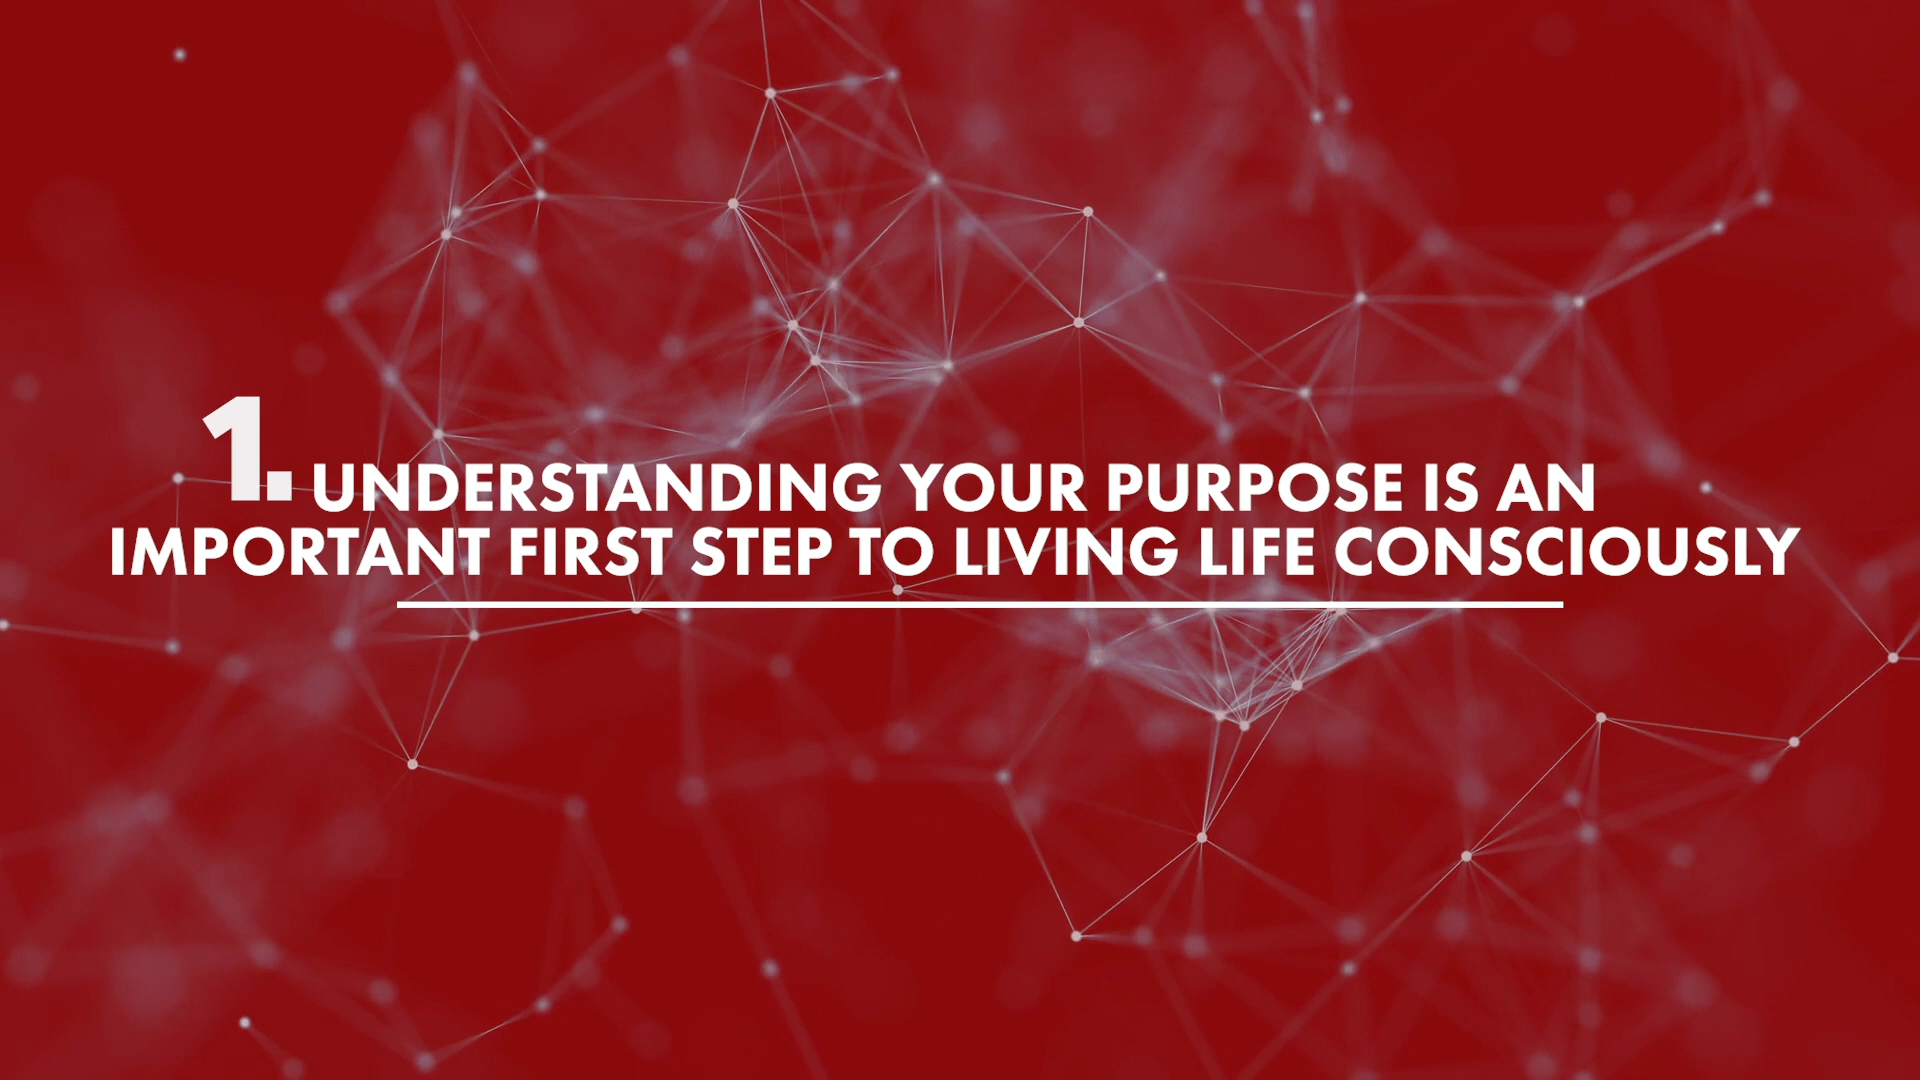 1. UNDERSTANDING YOUR PURPOSE IS AN
IMPORTANT FIRST STEP TO LIVING LIFE CONSCIOUSLY